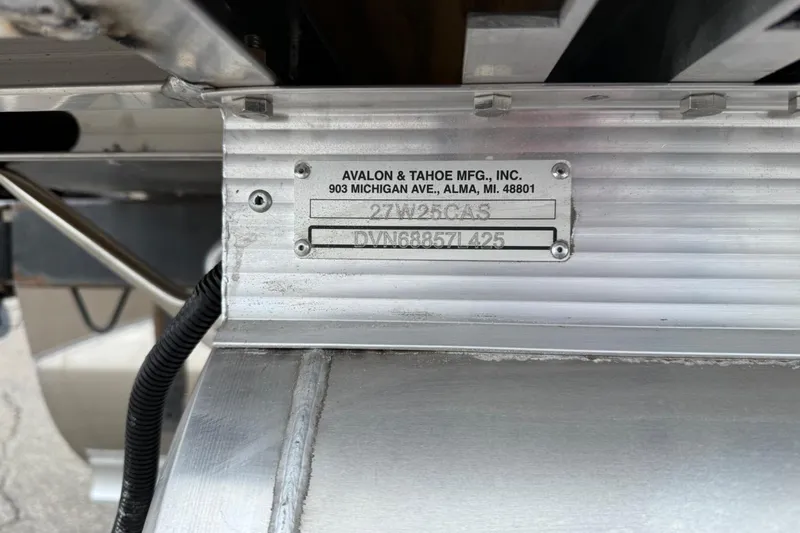 AVALON & TAHOE MFG., INC.
903 MICHIGAN AVE., ALMA, MI. 48801
27W25CAS
DVN68857L425